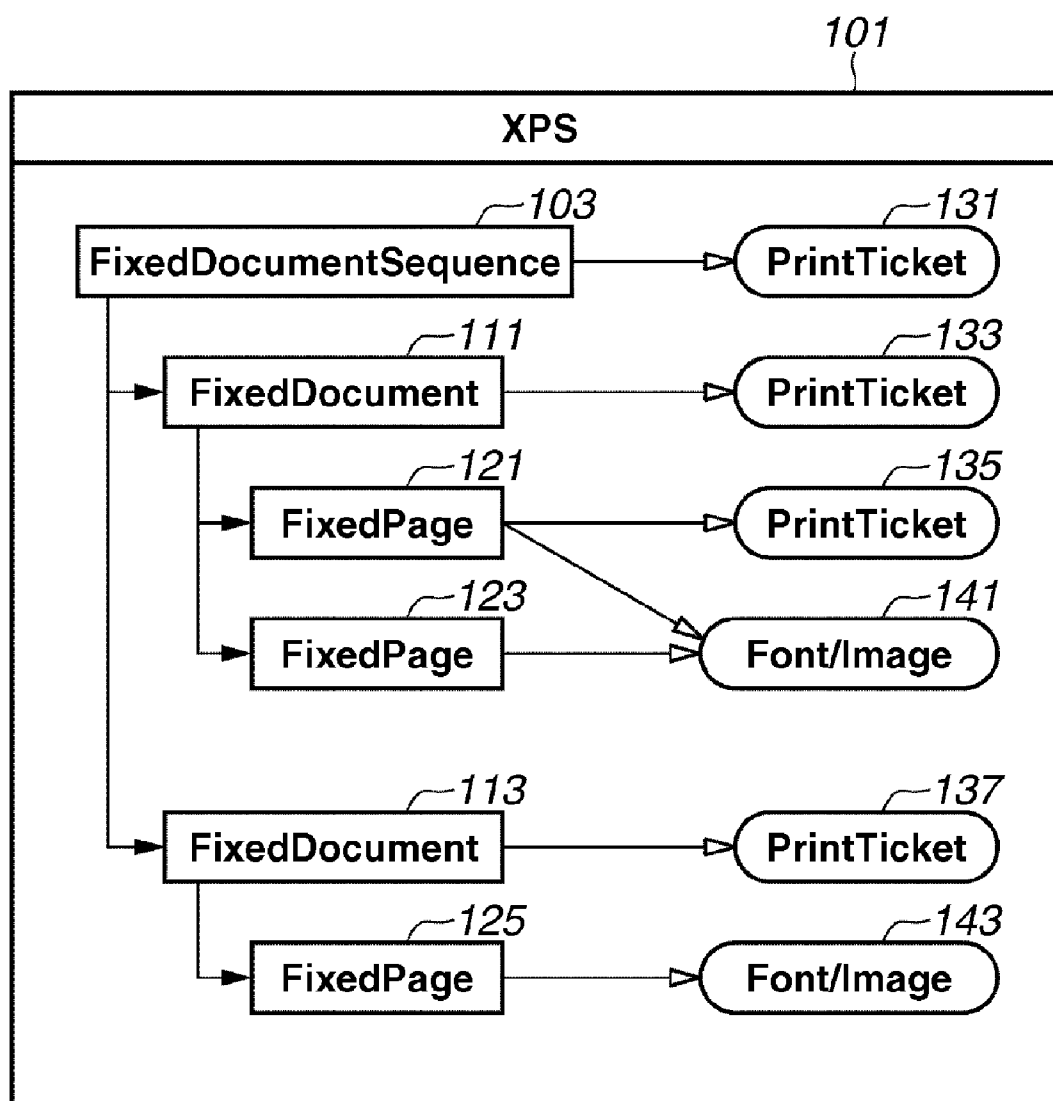 101
XPS
103
131
FixedDocumentSequence
PrintTicket
111
133
FixedDocument
PrintTicket
121
135
FixedPage
PrintTicket
123
141
FixedPage
Font/Image
113
137
FixedDocument
PrintTicket
125
143
FixedPage
Font/Image